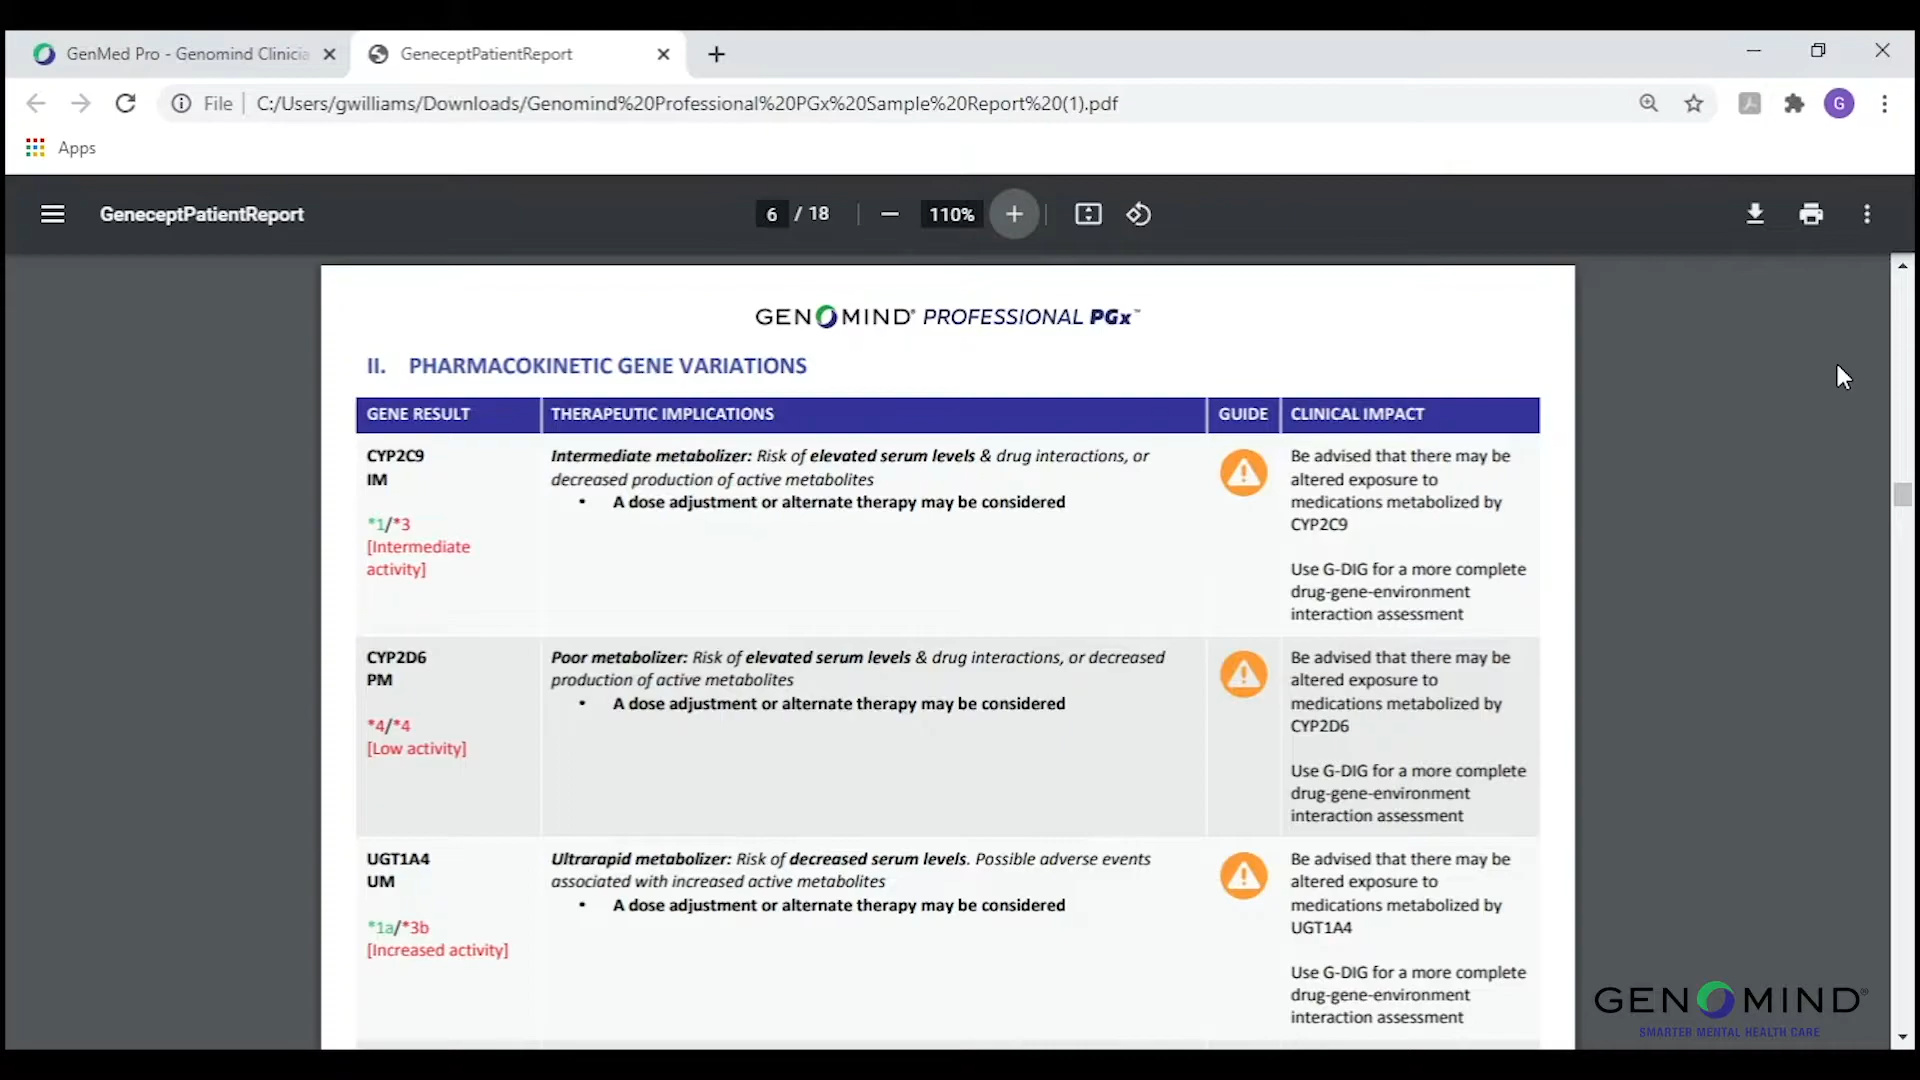 GenMed Pro - Genomind Clinicia
GeneceptPatientReport
File
C:/Users/gwilliams/Downloads/Genomind%20Professional%20PGx%20Sample%20Report%20(1).pdf
G
Apps
GeneceptPatientReport
6 / 18
110%
GENOMIND® PROFESSIONAL PGx™
II. PHARMACOKINETIC GENE VARIATIONS
GENE RESULT
THERAPEUTIC IMPLICATIONS
GUIDE
CLINICAL IMPACT
CYP2C9
IM
*1/*3
[Intermediate
activity]
Intermediate metabolizer: Risk of elevated serum levels & drug interactions, or
decreased production of active metabolites
• A dose adjustment or alternate therapy may be considered
Be advised that there may be
altered exposure to
medications metabolized by
CYP2C9
Use G-DIG for a more complete
drug-gene-environment
interaction assessment
CYP2D6
PM
*4/*4
[Low activity]
Poor metabolizer: Risk of elevated serum levels & drug interactions, or decreased
production of active metabolites
• A dose adjustment or alternate therapy may be considered
Be advised that there may be
altered exposure to
medications metabolized by
CYP2D6
Use G-DIG for a more complete
drug-gene-environment
interaction assessment
UGT1A4
UM
*1a/*3b
[Increased activity]
Ultrarapid metabolizer: Risk of decreased serum levels. Possible adverse events
associated with increased active metabolites
• A dose adjustment or alternate therapy may be considered
Be advised that there may be
altered exposure to
medications metabolized by
UGT1A4
Use G-DIG for a more complete
drug-gene-environment
interaction assessment
GENOMIND®
SMARTER MENTAL HEALTH CARE